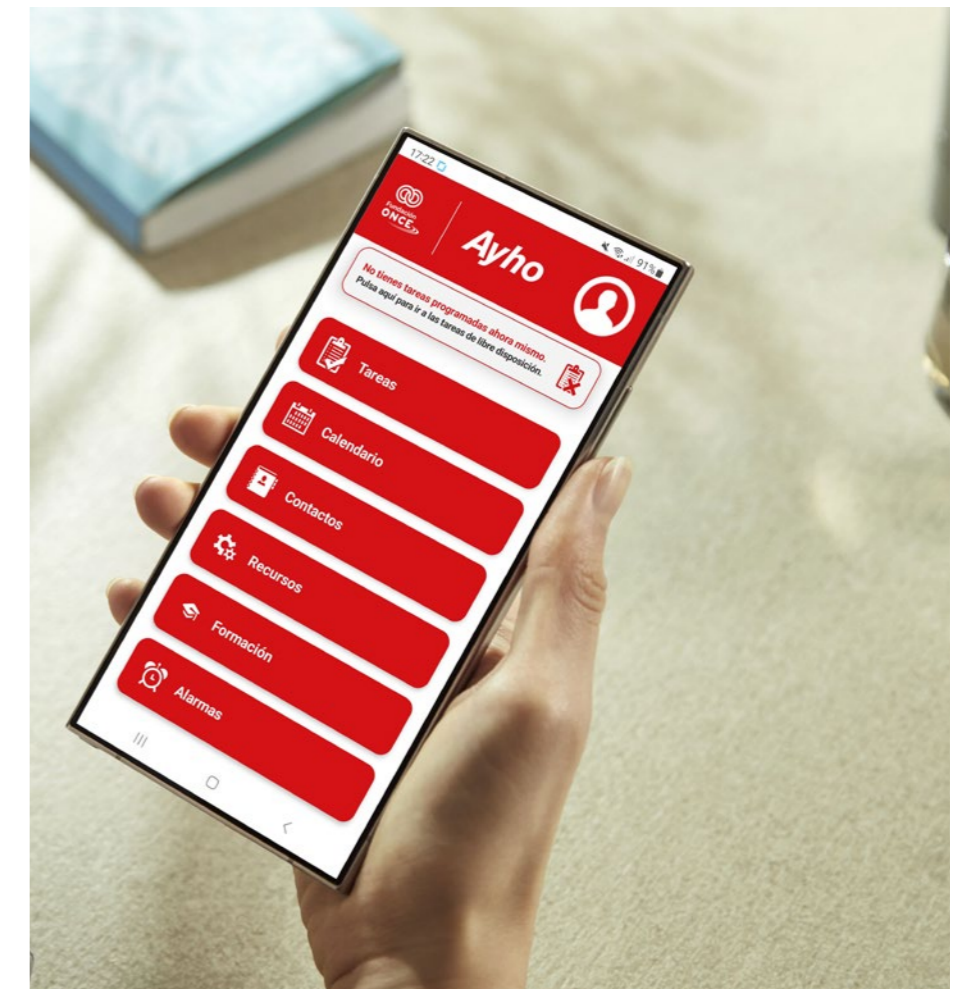 17:22
91%
Fundación
ONCE
Ayho
No tienes tareas programadas ahora mismo.
Pulsa aquí para ir a las tareas de libre disposición.
Tareas
Calendario
Contactos
Recursos
Formación
Alarmas